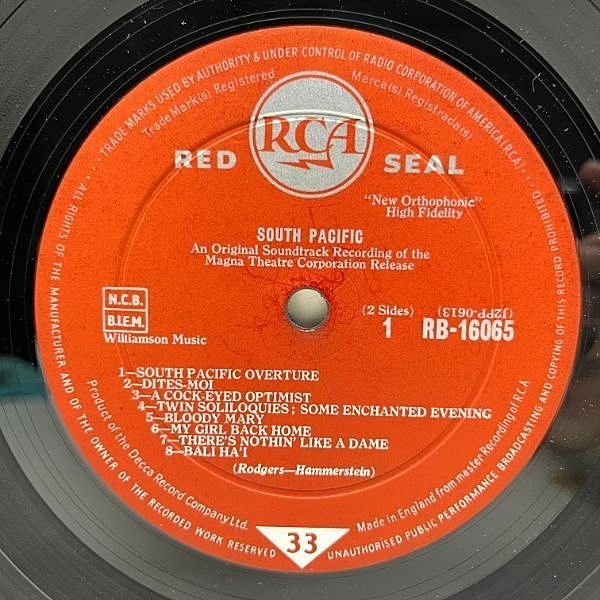 TRADE MARKS USED BY AUTHORITY & UNDER CONTROL OF RADIO CORPORATION OF AMERICA (RCA)
Trade Mark(s) Registered
Marca(s) Registrada(s)
RCA
RED SEAL
"New Orthophonic"
High Fidelity
SOUTH PACIFIC
An Original Soundtrack Recording of the
Magna Theatre Corporation Release
N.C.B.
B.I.E.M.
Williamson Music
(2 Sides) (J2PP-0613)
1 RB-16065
1—SOUTH PACIFIC OVERTURE
2—DITES-MOI
3—A COCK-EYED OPTIMIST
4—TWIN SOLILOQUIES; SOME ENCHANTED EVENING
5—BLOODY MARY
6—MY GIRL BACK HOME
7—THERE'S NOTHIN' LIKE A DAME
8—BALI HA'I
(Rodgers—Hammerstein)
Product of the Decca Record Company Ltd.
Made in England from master Recording of R.C.A.
33
ALL RIGHTS OF THE MANUFACTURER AND OF THE OWNER OF THE RECORDED WORK RESERVED
UNAUTHORISED PUBLIC PERFORMANCE BROADCASTING AND COPYING OF THIS RECORD PROHIBITED